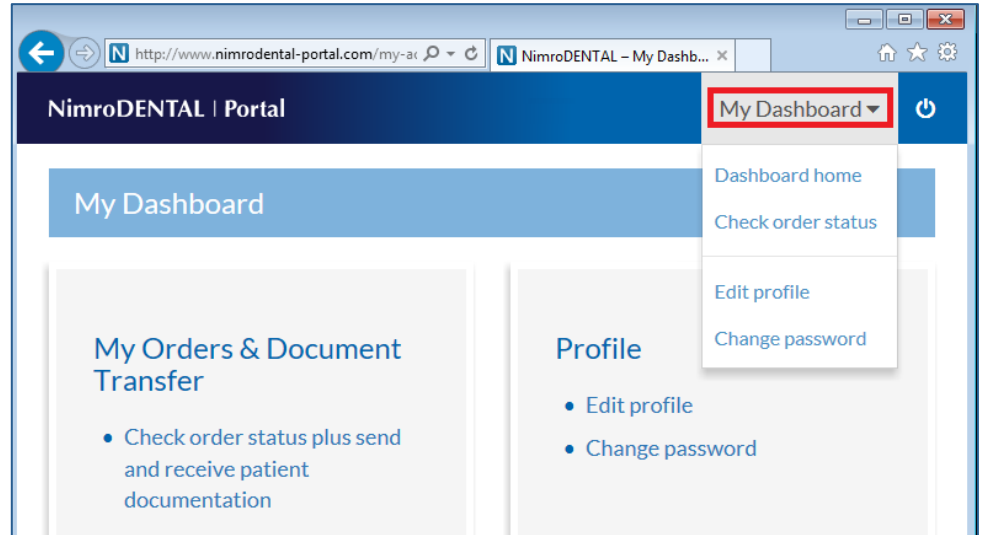 http://www.nimrodental-portal.com/my-ac
NimroDENTAL – My Dashb...
NimroDENTAL | Portal
My Dashboard
Dashboard home
Check order status
Edit profile
Change password
My Dashboard
My Orders & Document
Transfer
• Check order status plus send
and receive patient
documentation
Profile
• Edit profile
• Change password